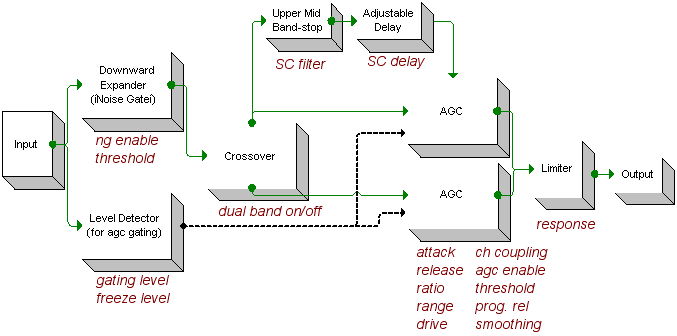 Upper Mid
Band-stop
SC filter
Adjustable
Delay
SC delay
Downward
Expander
(íNoise Gateí)
ng enable
threshold
Input
Crossover
dual band on/off
AGC
Level Detector
(for agc gating)
gating level
freeze level
AGC
attack
release
ratio
range
drive
ch coupling
agc enable
threshold
prog. rel
smoothing
Limiter
response
Output